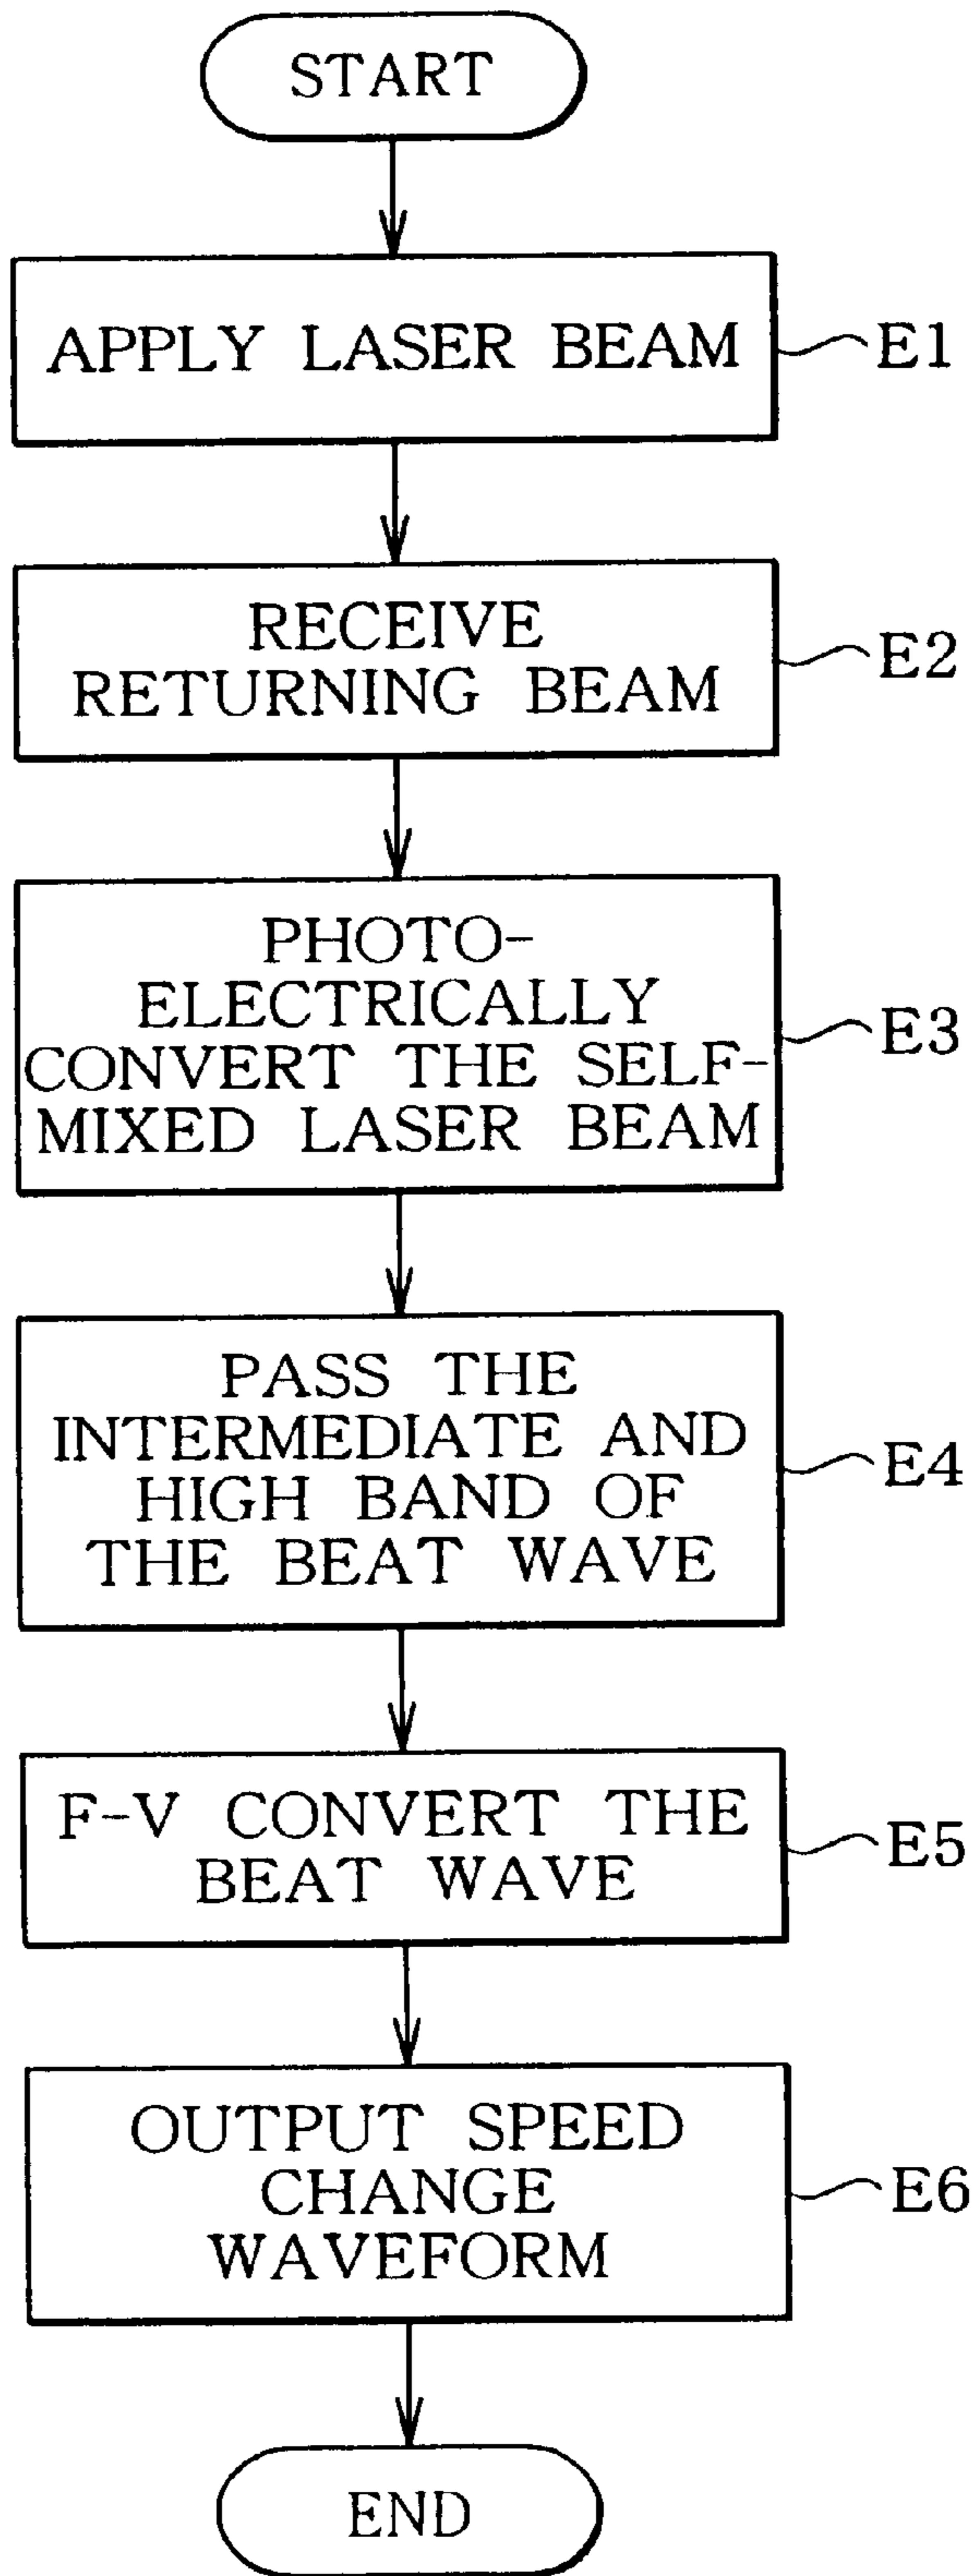 START
APPLY LASER BEAM
E1
RECEIVE
RETURNING BEAM
E2
PHOTO-
ELECTRICALLY
CONVERT THE SELF-
MIXED LASER BEAM
E3
PASS THE
INTERMEDIATE AND
HIGH BAND OF
THE BEAT WAVE
E4
F-V CONVERT THE
BEAT WAVE
E5
OUTPUT SPEED
CHANGE
WAVEFORM
E6
END